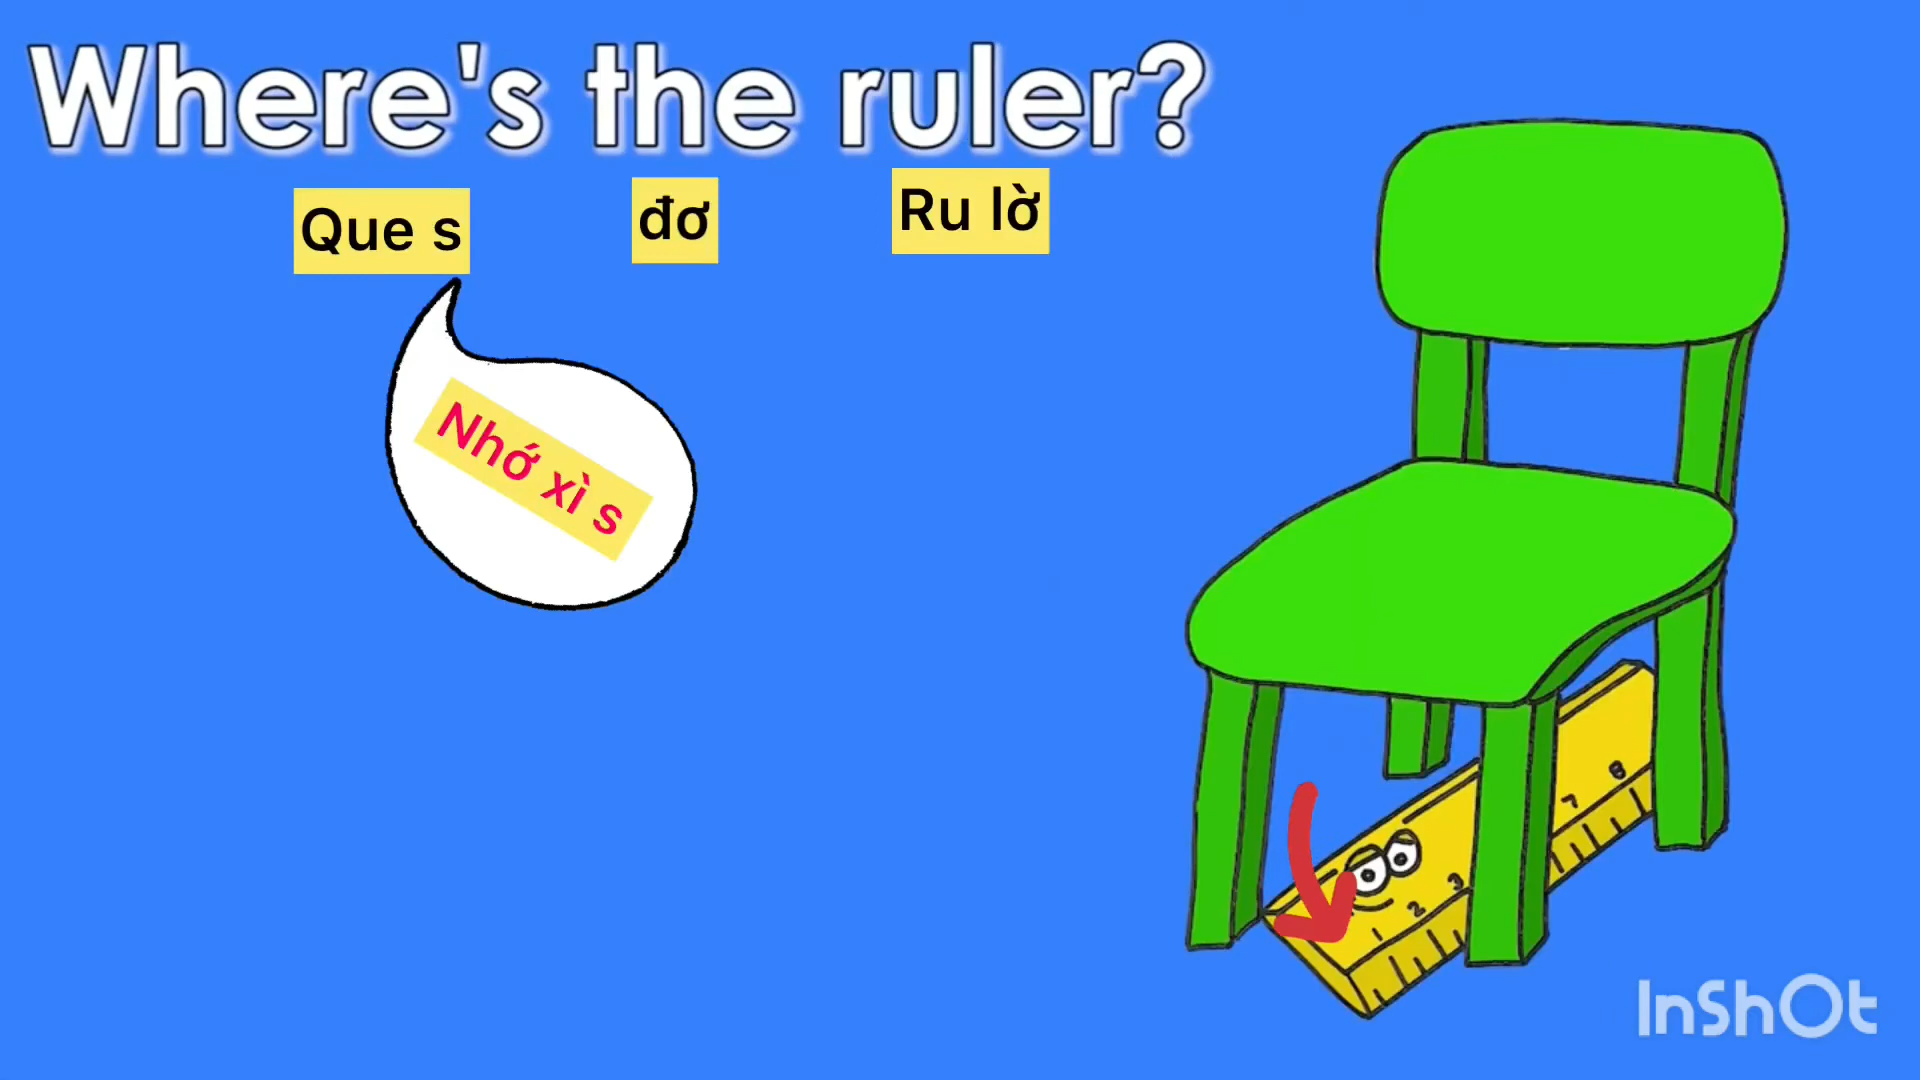 Where's the ruler?
Que s đơ Ru lờ
Nhớ xì s
1 2 3 7 8
InShOt